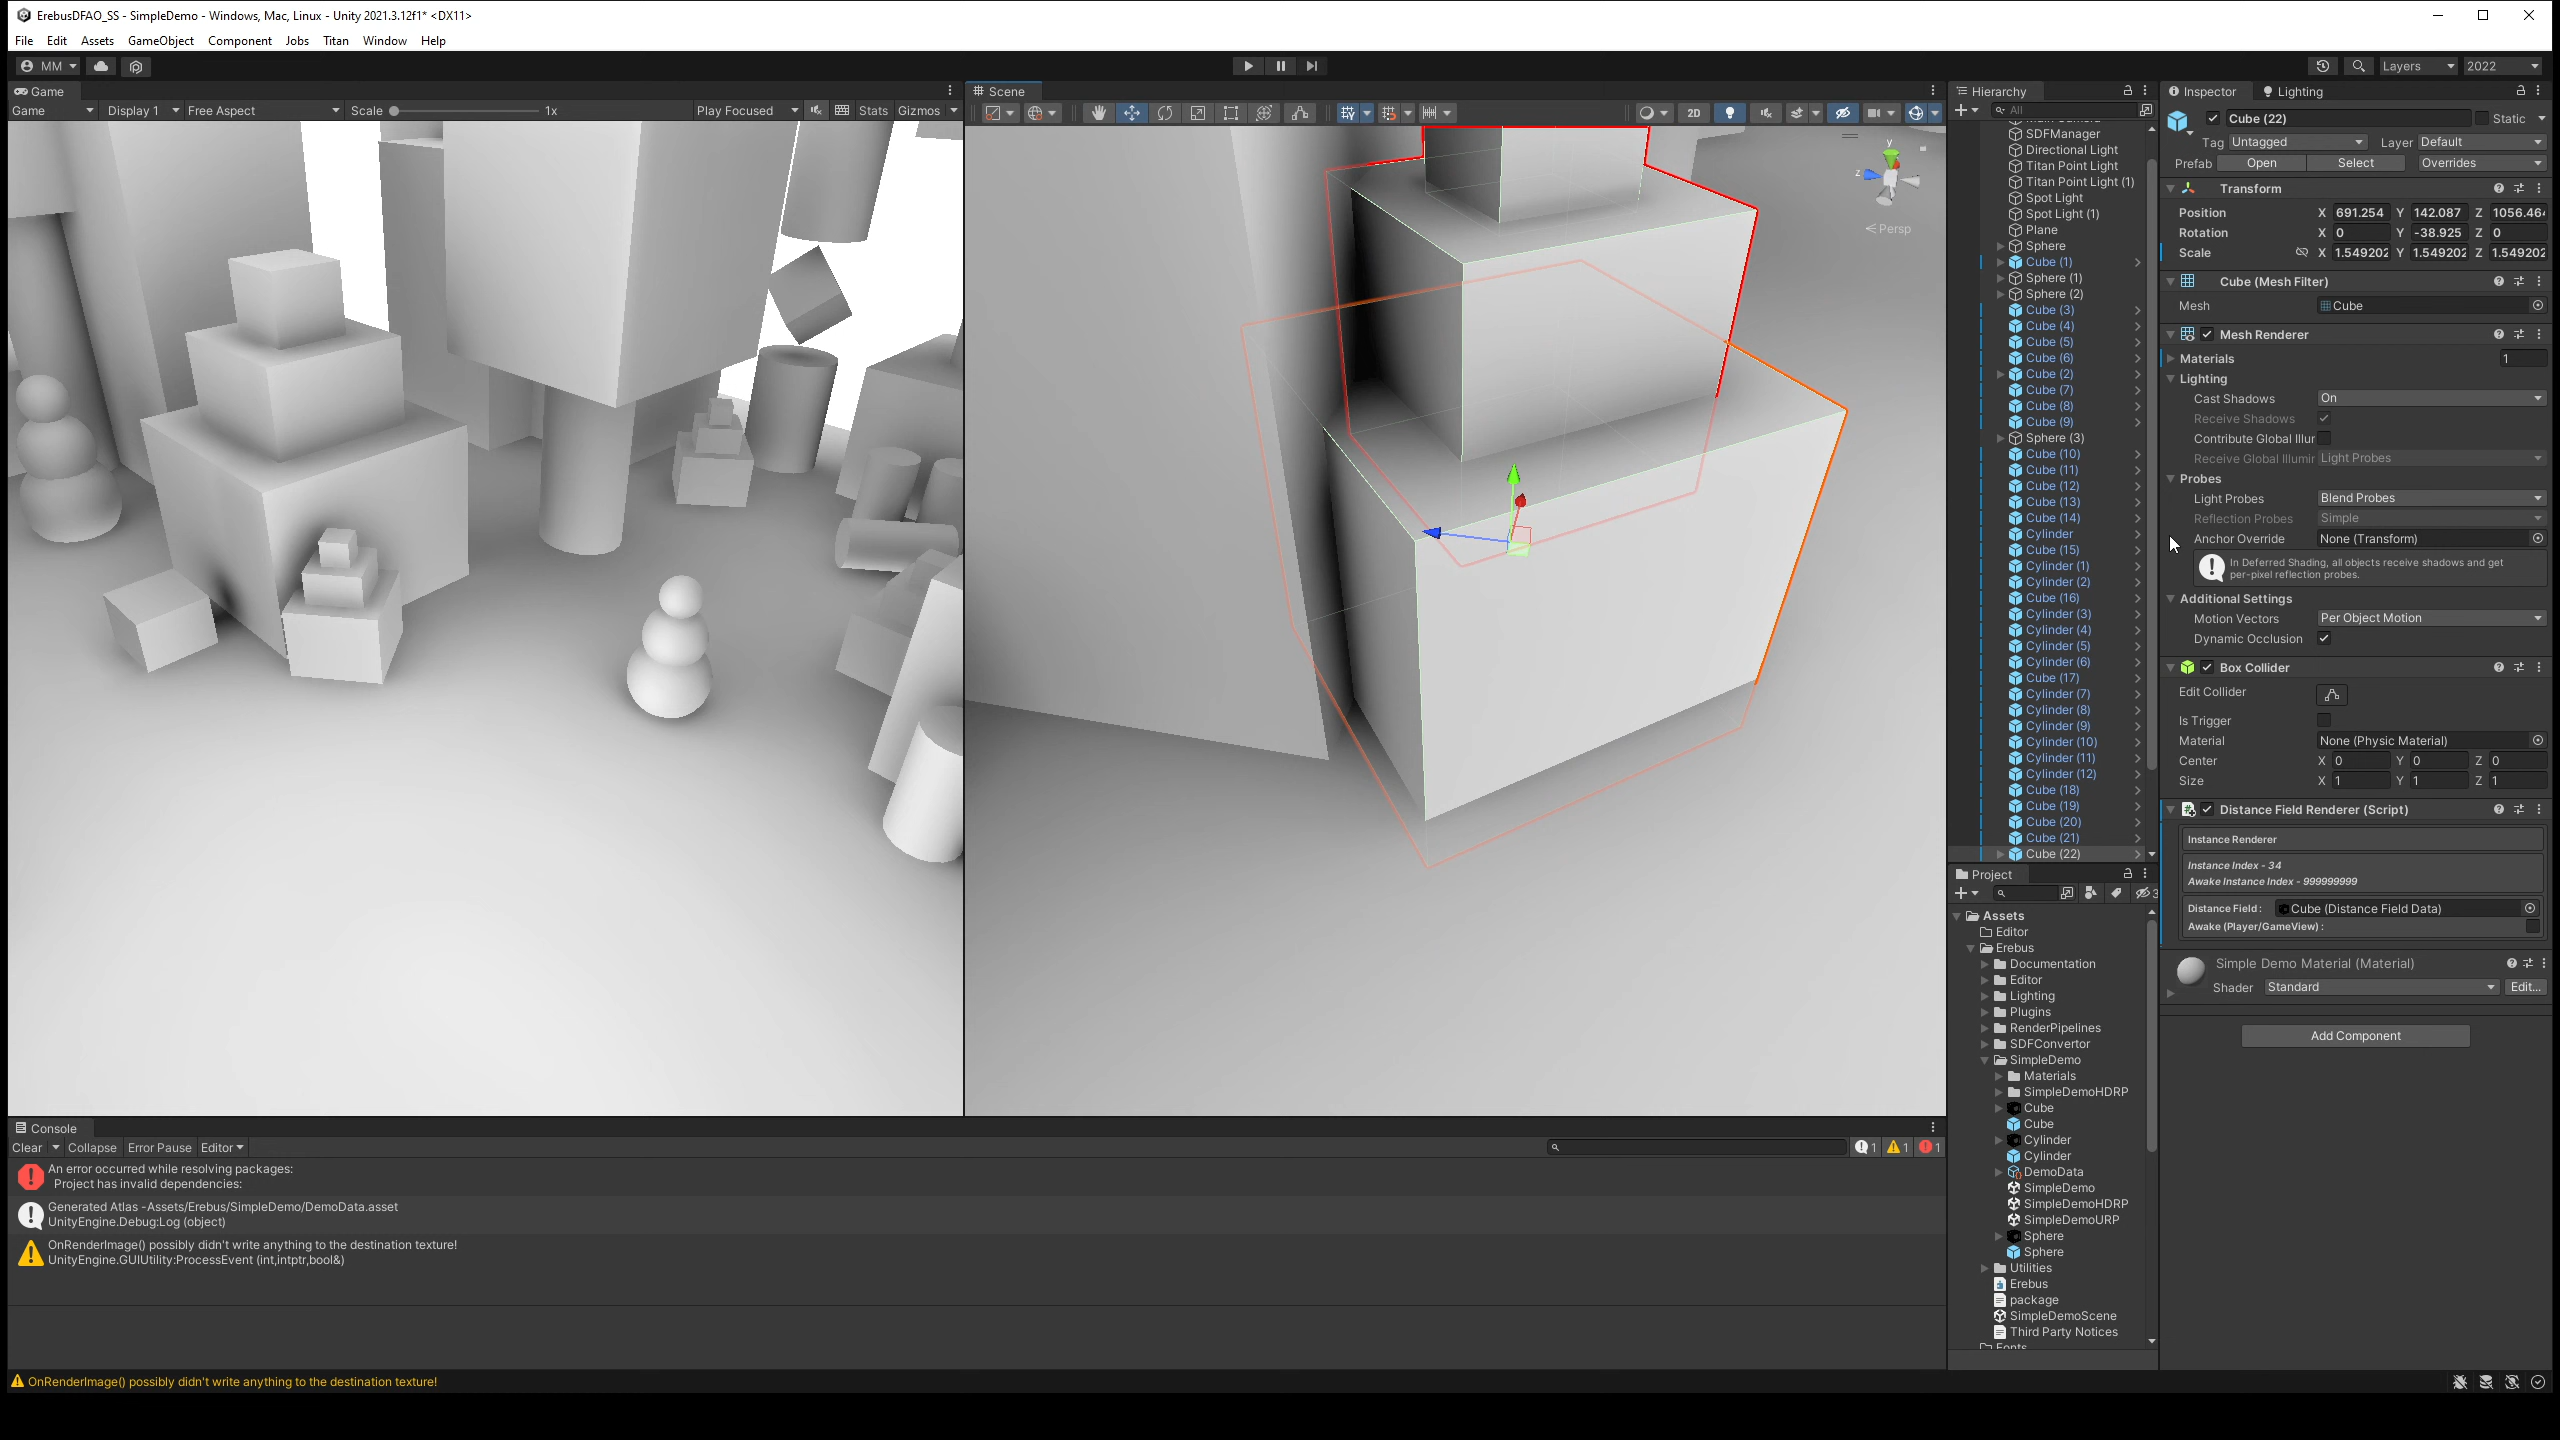 ErebusDFAO_SS - SimpleDemo - Windows, Mac, Linux - Unity 2021.3.12f1* <DX11>
File Edit Assets GameObject Component Jobs Titan Window Help
MM
Layers 2022
Game
Game Display 1 Free Aspect Scale 1x Play Focused Stats Gizmos
Scene
2D
y
z
Persp
Hierarchy
All
SDFManager
Directional Light
Titan Point Light
Titan Point Light (1)
Spot Light
Spot Light (1)
Plane
Sphere
Cube (1)
Sphere (1)
Sphere (2)
Cube (3)
Cube (4)
Cube (5)
Cube (6)
Cube (2)
Cube (7)
Cube (8)
Cube (9)
Sphere (3)
Cube (10)
Cube (11)
Cube (12)
Cube (13)
Cube (14)
Cylinder
Cube (15)
Cylinder (1)
Cylinder (2)
Cube (16)
Cylinder (3)
Cylinder (4)
Cylinder (5)
Cylinder (6)
Cube (17)
Cylinder (7)
Cylinder (8)
Cylinder (9)
Cylinder (10)
Cylinder (11)
Cylinder (12)
Cube (18)
Cube (19)
Cube (20)
Cube (21)
Cube (22)
Project
3
Assets
Editor
Erebus
Documentation
Editor
Lighting
Plugins
RenderPipelines
SDFConvertor
SimpleDemo
Materials
SimpleDemoHDRP
Cube
Cube
Cylinder
Cylinder
DemoData
SimpleDemo
SimpleDemoHDRP
SimpleDemoURP
Sphere
Sphere
Utilities
Erebus
package
SimpleDemoScene
Third Party Notices
Fonts
Inspector Lighting
Cube (22) Static
Tag Untagged Layer Default
Prefab Open Select Overrides
Transform
Position X 691.254 Y 142.087 Z 1056.46
Rotation X 0 Y -38.925 Z 0
Scale X 1.549202 Y 1.549202 Z 1.549202
Cube (Mesh Filter)
Mesh Cube
Mesh Renderer
Materials 1
Lighting
Cast Shadows On
Receive Shadows
Contribute Global Illur
Receive Global Illumir Light Probes
Probes
Light Probes Blend Probes
Reflection Probes Simple
Anchor Override None (Transform)
In Deferred Shading, all objects receive shadows and get
per-pixel reflection probes.
Additional Settings
Motion Vectors Per Object Motion
Dynamic Occlusion
Box Collider
Edit Collider
Is Trigger
Material None (Physic Material)
Center X 0 Y 0 Z 0
Size X 1 Y 1 Z 1
Distance Field Renderer (Script)
Instance Renderer
Instance Index - 34
Awake Instance Index - 999999999
Distance Field : Cube (Distance Field Data)
Awake (Player/GameView) :
Simple Demo Material (Material)
Shader Standard Edit...
Add Component
Console
Clear Collapse Error Pause Editor 1 1 1
An error occurred while resolving packages:
Project has invalid dependencies:
Generated Atlas -Assets/Erebus/SimpleDemo/DemoData.asset
UnityEngine.Debug:Log (object)
OnRenderImage() possibly didn't write anything to the destination texture!
UnityEngine.GUIUtility:ProcessEvent (int,intptr,bool&)
OnRenderImage() possibly didn't write anything to the destination texture!